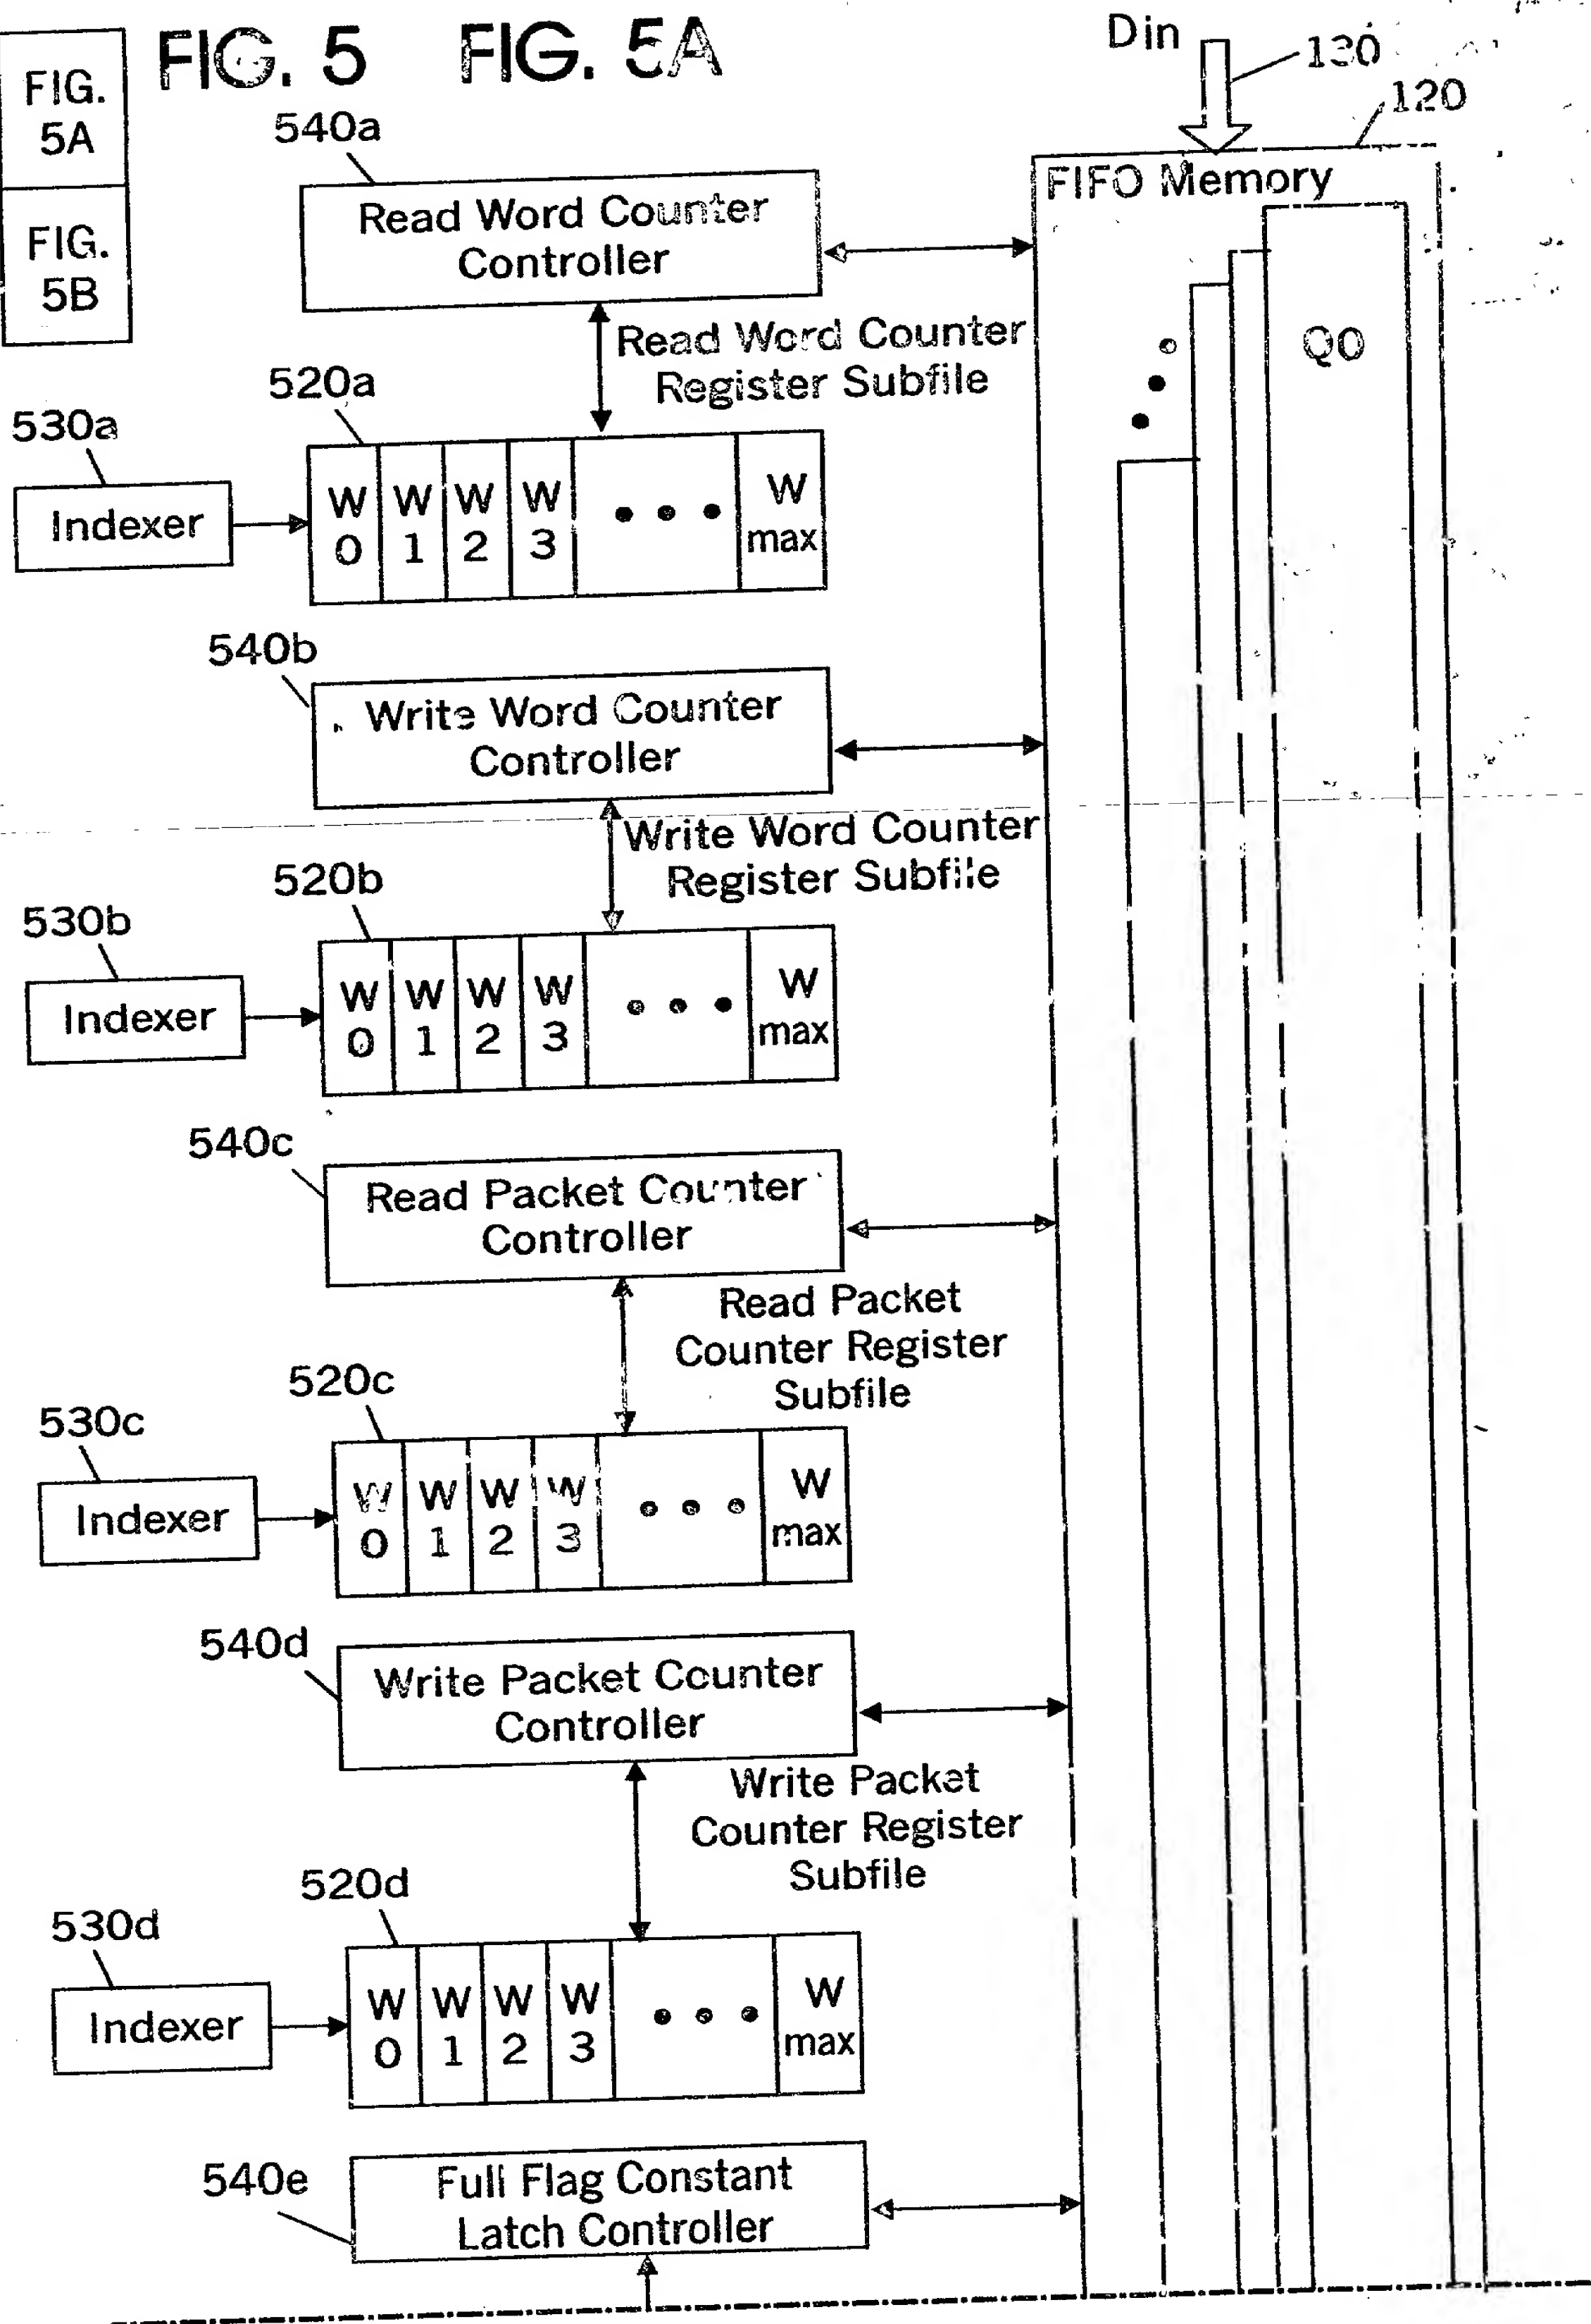 FIG. 5 FIG. 5A
FIG.
5A
FIG.
5B
Din
130
120
540a
Read Word Counter
Controller
FIFO Memory
Q0
Read Word Counter
Register Subfile
520a
530a
Indexer
W W W W W
0 1 2 3 • • • max
540b
Write Word Counter
Controller
Write Word Counter
Register Subfile
520b
530b
Indexer
W W W W W
0 1 2 3 • • • max
540c
Read Packet Counter
Controller
Read Packet
Counter Register
Subfile
520c
530c
Indexer
W W W W W
0 1 2 3 • • • max
540d
Write Packet Counter
Controller
Write Packet
Counter Register
Subfile
520d
530d
Indexer
W W W W W
0 1 2 3 • • • max
540e
Full Flag Constant
Latch Controller